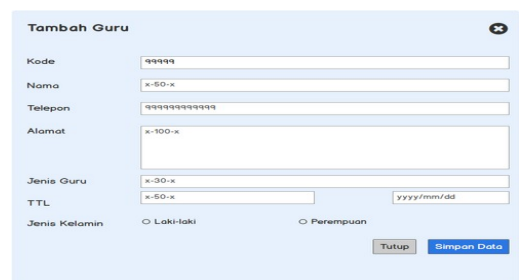 Tambah Guru
Kode 99999
Nama x-50-x
Telepon 999999999999
Alamat x-100-x
Jenis Guru x-30-x
TTL x-50-x yyyy/mm/dd
Jenis Kelamin Laki-laki Perempuan
Tutup Simpan Data